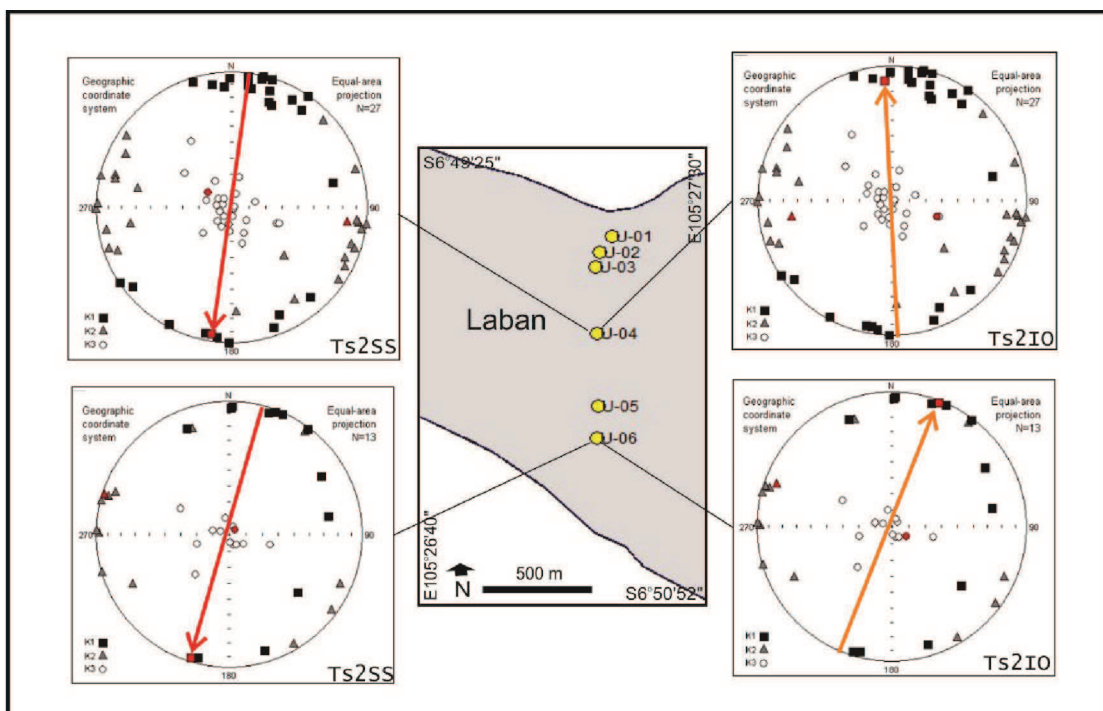 N
Geographic
coordinate
system
Equal-area
projection
N=27
270
90
180
K1
K2
K3
Ts2SS
N
Geographic
coordinate
system
Equal-area
projection
N=27
270
90
180
K1
K2
K3
Ts2IO
S6°49'25"
E105°27'30"
U-01
U-02
U-03
Laban
U-04
U-05
U-06
E105°26'40"
N
500 m
S6°50'52"
N
Geographic
coordinate
system
Equal-area
projection
N=13
270
90
180
K1
K2
K3
Ts2SS
N
Geographic
coordinate
system
Equal-area
projection
N=13
270
90
180
K1
K2
K3
Ts2IO